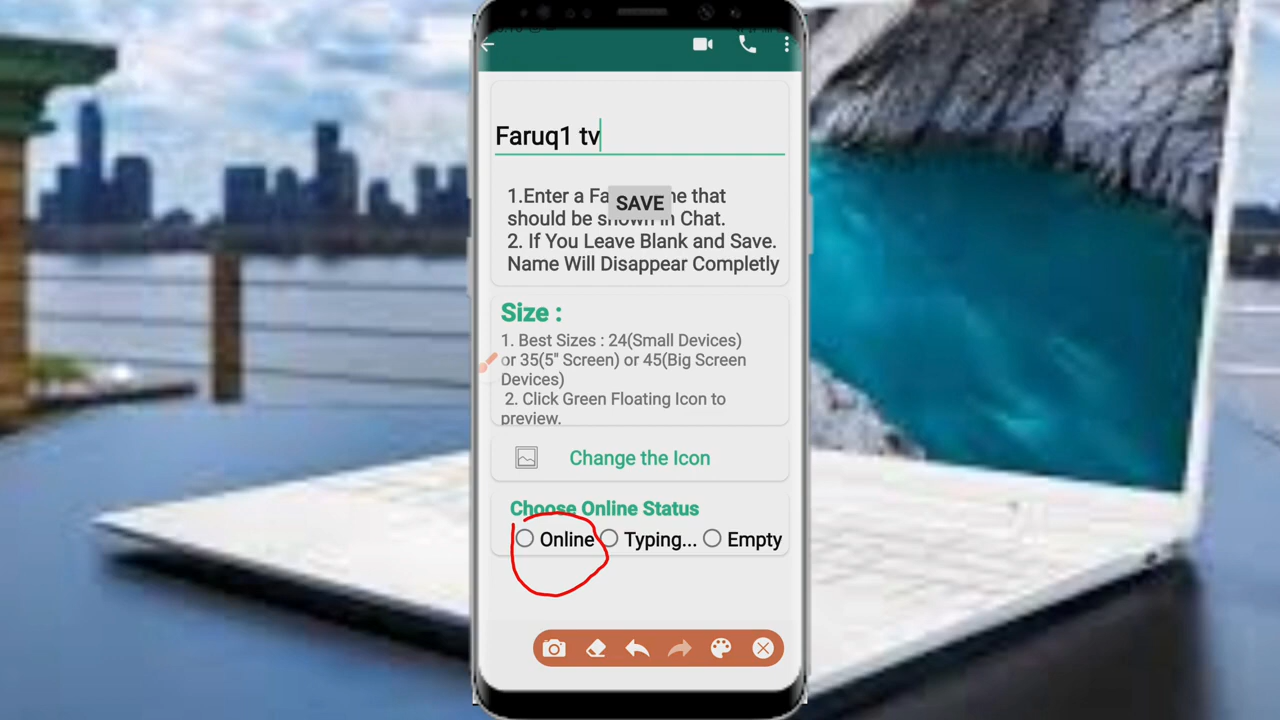 Faruq1 tv
1.Enter a Fa
SAVE
e that
should be shown in Chat.
2. If You Leave Blank and Save.
Name Will Disappear Completly
Size :
1. Best Sizes : 24(Small Devices)
or 35(5" Screen) or 45(Big Screen
Devices)
2. Click Green Floating Icon to
preview.
Change the Icon
Choose Online Status
Online
Typing...
Empty